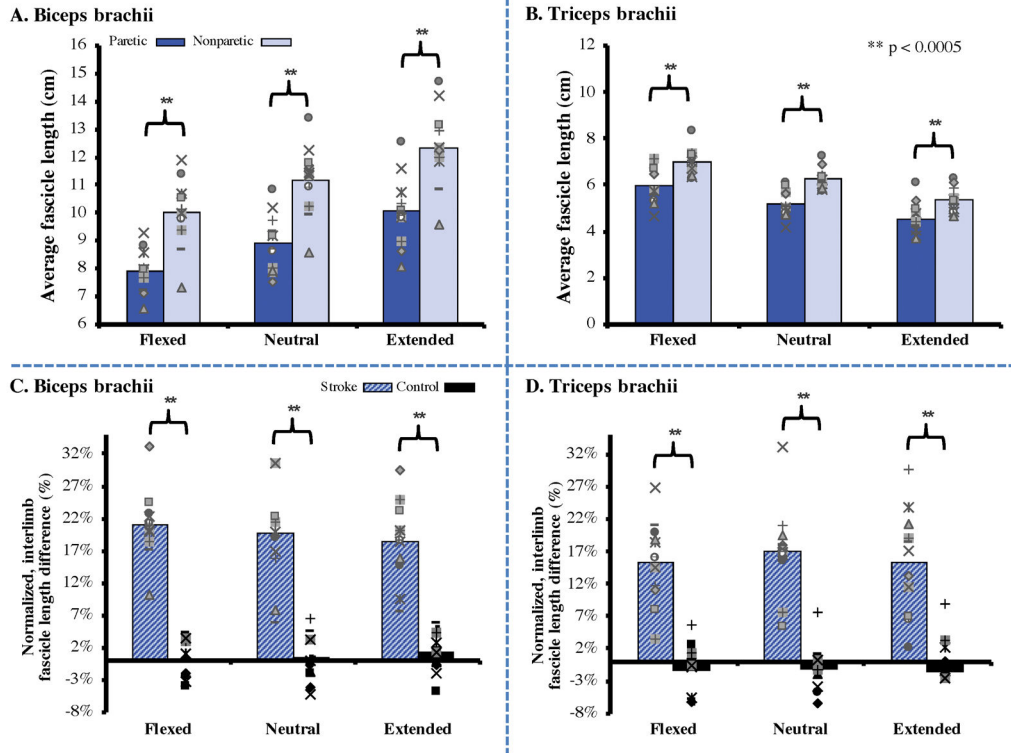 A. Biceps brachii
Paretic Nonparetic
Average fascicle length (cm)
16
15
14
13
12
11
10
9
8
7
6
**
**
**
Flexed Neutral Extended
B. Triceps brachii
** p < 0.0005
Average fascicle length (cm)
12
10
8
6
4
2
0
**
**
**
Flexed Neutral Extended
C. Biceps brachii
Stroke Control
Normalized, interlimb
fascicle length difference (%)
32%
27%
22%
17%
12%
7%
2%
-3%
-8%
**
**
**
Flexed Neutral Extended
D. Triceps brachii
Normalized, interlimb
fascicle length difference (%)
32%
27%
22%
17%
12%
7%
2%
-3%
-8%
**
**
**
Flexed Neutral Extended